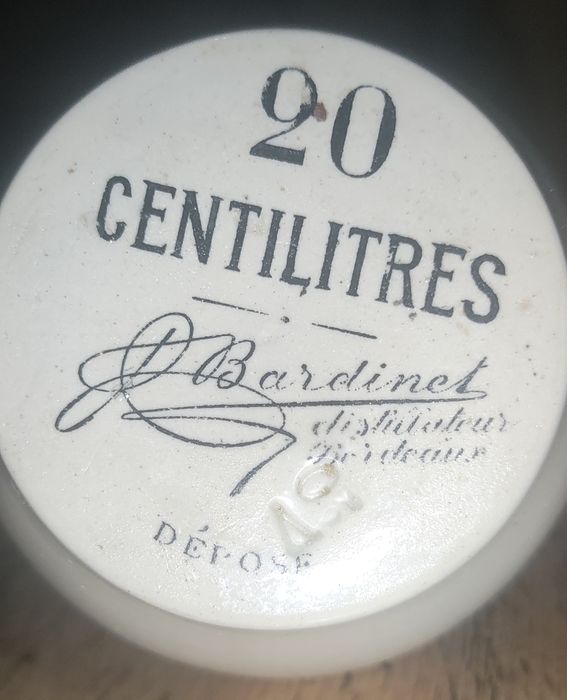 20
CENTILITRES
P Bardinet
distillateur
Bordeaux
DÉPOSÉ